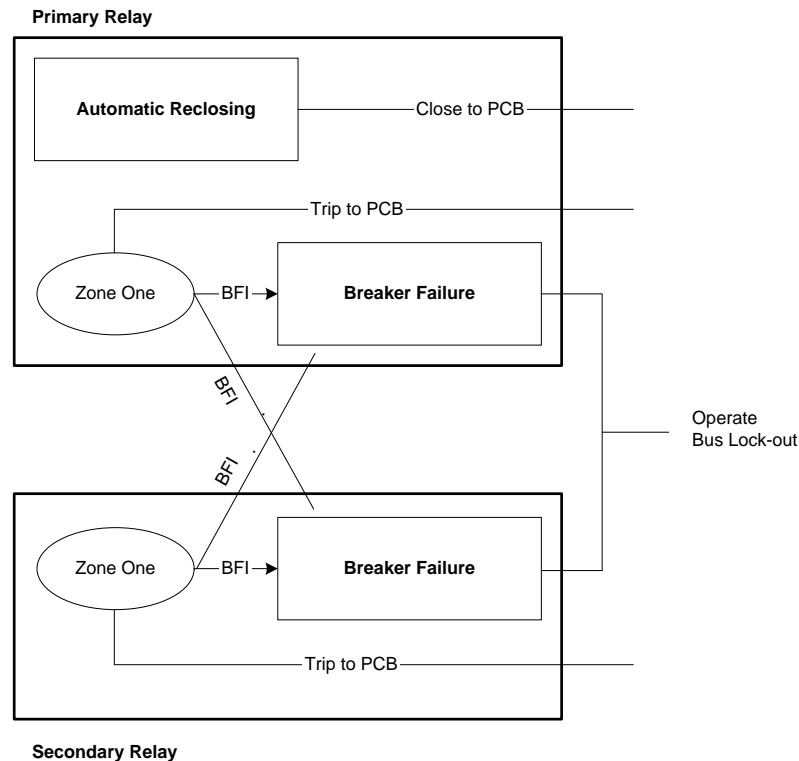 Primary Relay
Automatic Reclosing
Close to PCB
Trip to PCB
Zone One
BFI
Breaker Failure
BFI
BFI
Operate
Bus Lock-out
Zone One
BFI
Breaker Failure
Trip to PCB
Secondary Relay